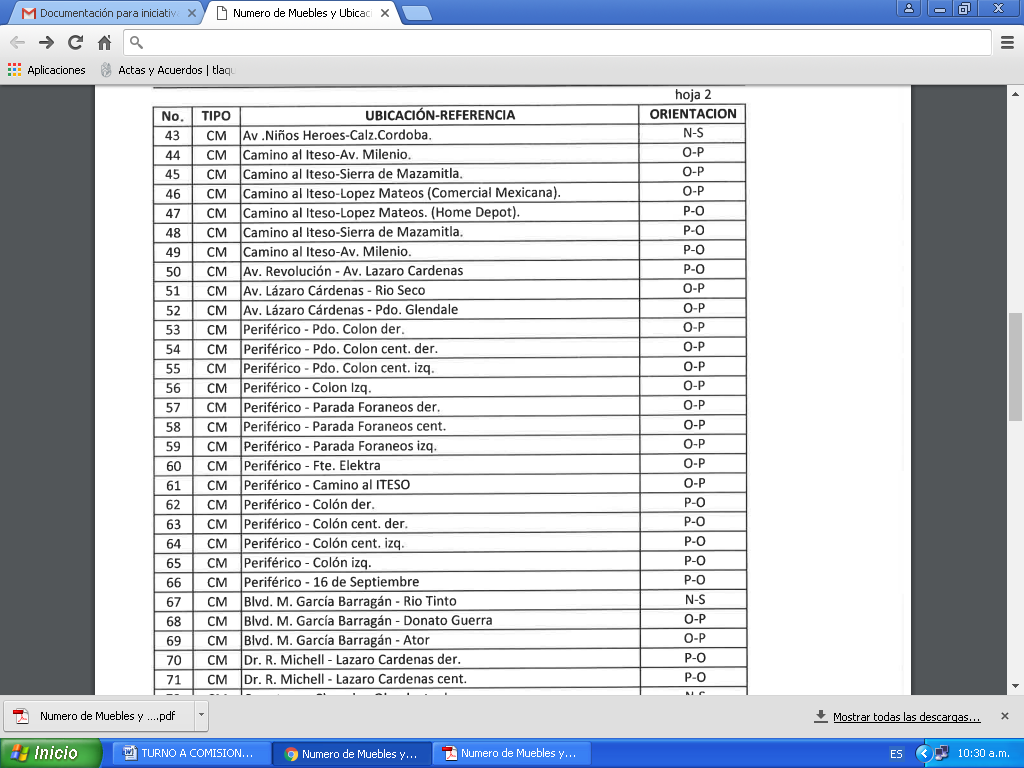 Documentación para iniciativ
Numero de Muebles y Ubicac
Aplicaciones
Actas y Acuerdos | tlaqu
hoja 2
No. TIPO UBICACIÓN-REFERENCIA ORIENTACION
43 CM Av .Niños Heroes-Calz.Cordoba. N-S
44 CM Camino al Iteso-Av. Milenio. O-P
45 CM Camino al Iteso-Sierra de Mazamitla. O-P
46 CM Camino al Iteso-Lopez Mateos (Comercial Mexicana). O-P
47 CM Camino al Iteso-Lopez Mateos. (Home Depot). P-O
48 CM Camino al Iteso-Sierra de Mazamitla. P-O
49 CM Camino al Iteso-Av. Milenio. P-O
50 CM Av. Revolución - Av. Lazaro Cardenas P-O
51 CM Av. Lázaro Cárdenas - Rio Seco O-P
52 CM Av. Lázaro Cárdenas - Pdo. Glendale O-P
53 CM Periférico - Pdo. Colon der. O-P
54 CM Periférico - Pdo. Colon cent. der. O-P
55 CM Periférico - Pdo. Colon cent. izq. O-P
56 CM Periférico - Colon Izq. O-P
57 CM Periférico - Parada Foraneos der. O-P
58 CM Periférico - Parada Foraneos cent. O-P
59 CM Periférico - Parada Foraneos izq. O-P
60 CM Periférico - Fte. Elektra O-P
61 CM Periférico - Camino al ITESO O-P
62 CM Periférico - Colón der. P-O
63 CM Periférico - Colón cent. der. P-O
64 CM Periférico - Colón cent. izq. P-O
65 CM Periférico - Colón izq. P-O
66 CM Periférico - 16 de Septiembre P-O
67 CM Blvd. M. García Barragán - Rio Tinto N-S
68 CM Blvd. M. García Barragán - Donato Guerra O-P
69 CM Blvd. M. García Barragán - Ator O-P
70 CM Dr. R. Michell - Lazaro Cardenas der. P-O
71 CM Dr. R. Michell - Lazaro Cardenas cent. P-O
Numero de Muebles y ....pdf
Mostrar todas las descargas...
Inicio
TURNO A COMISION...
Numero de Muebles y...
Numero de Muebles y...
ES
10:30 a.m.